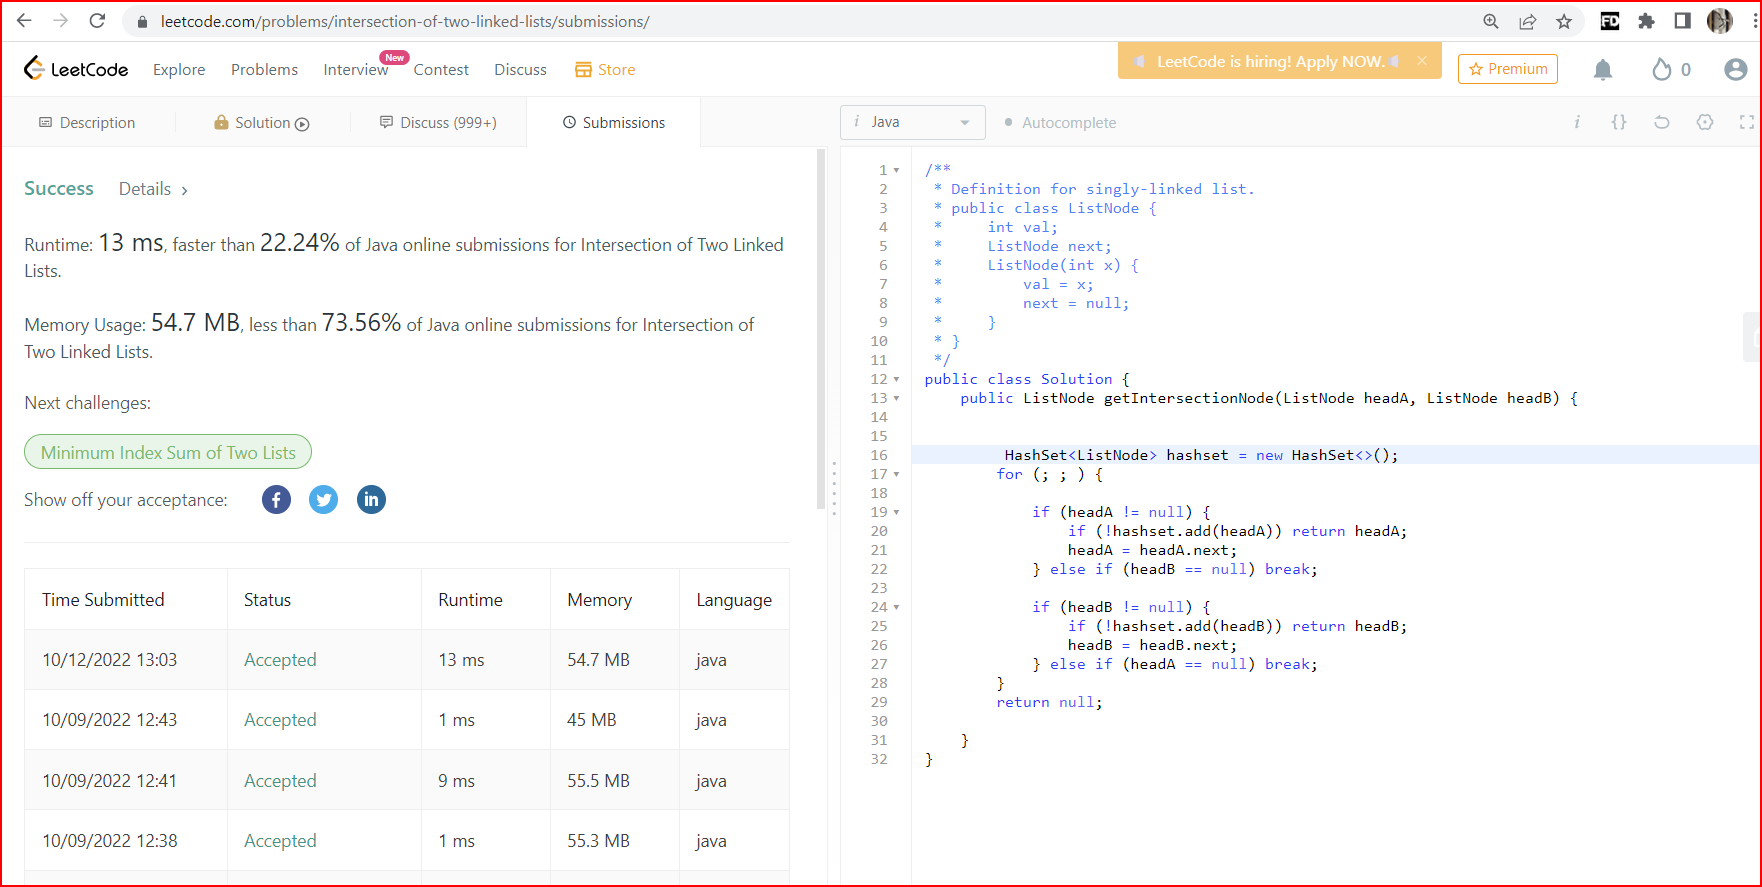 leetcode.com/problems/intersection-of-two-linked-lists/submissions/
FD
LeetCode
Explore
Problems
Interview
New
Contest
Discuss
Store
LeetCode is hiring! Apply NOW.
Premium
0
Description
Solution
Discuss (999+)
Submissions
i Java
Autocomplete
i
{}
Success Details >
Runtime: 13 ms, faster than 22.24% of Java online submissions for Intersection of Two Linked
Lists.
Memory Usage: 54.7 MB, less than 73.56% of Java online submissions for Intersection of
Two Linked Lists.
Next challenges:
Minimum Index Sum of Two Lists
Show off your acceptance:
Time Submitted Status Runtime Memory Language
10/12/2022 13:03 Accepted 13 ms 54.7 MB java
10/09/2022 12:43 Accepted 1 ms 45 MB java
10/09/2022 12:41 Accepted 9 ms 55.5 MB java
10/09/2022 12:38 Accepted 1 ms 55.3 MB java
1 /**
2  * Definition for singly-linked list.
3  * public class ListNode {
4  *     int val;
5  *     ListNode next;
6  *     ListNode(int x) {
7  *         val = x;
8  *         next = null;
9  *     }
10  * }
11  */
12 public class Solution {
13     public ListNode getIntersectionNode(ListNode headA, ListNode headB) {
14
15
16          HashSet<ListNode> hashset = new HashSet<>();
17         for (; ; ) {
18
19             if (headA != null) {
20                 if (!hashset.add(headA)) return headA;
21                 headA = headA.next;
22             } else if (headB == null) break;
23
24             if (headB != null) {
25                 if (!hashset.add(headB)) return headB;
26                 headB = headB.next;
27             } else if (headA == null) break;
28         }
29         return null;
30
31     }
32 }